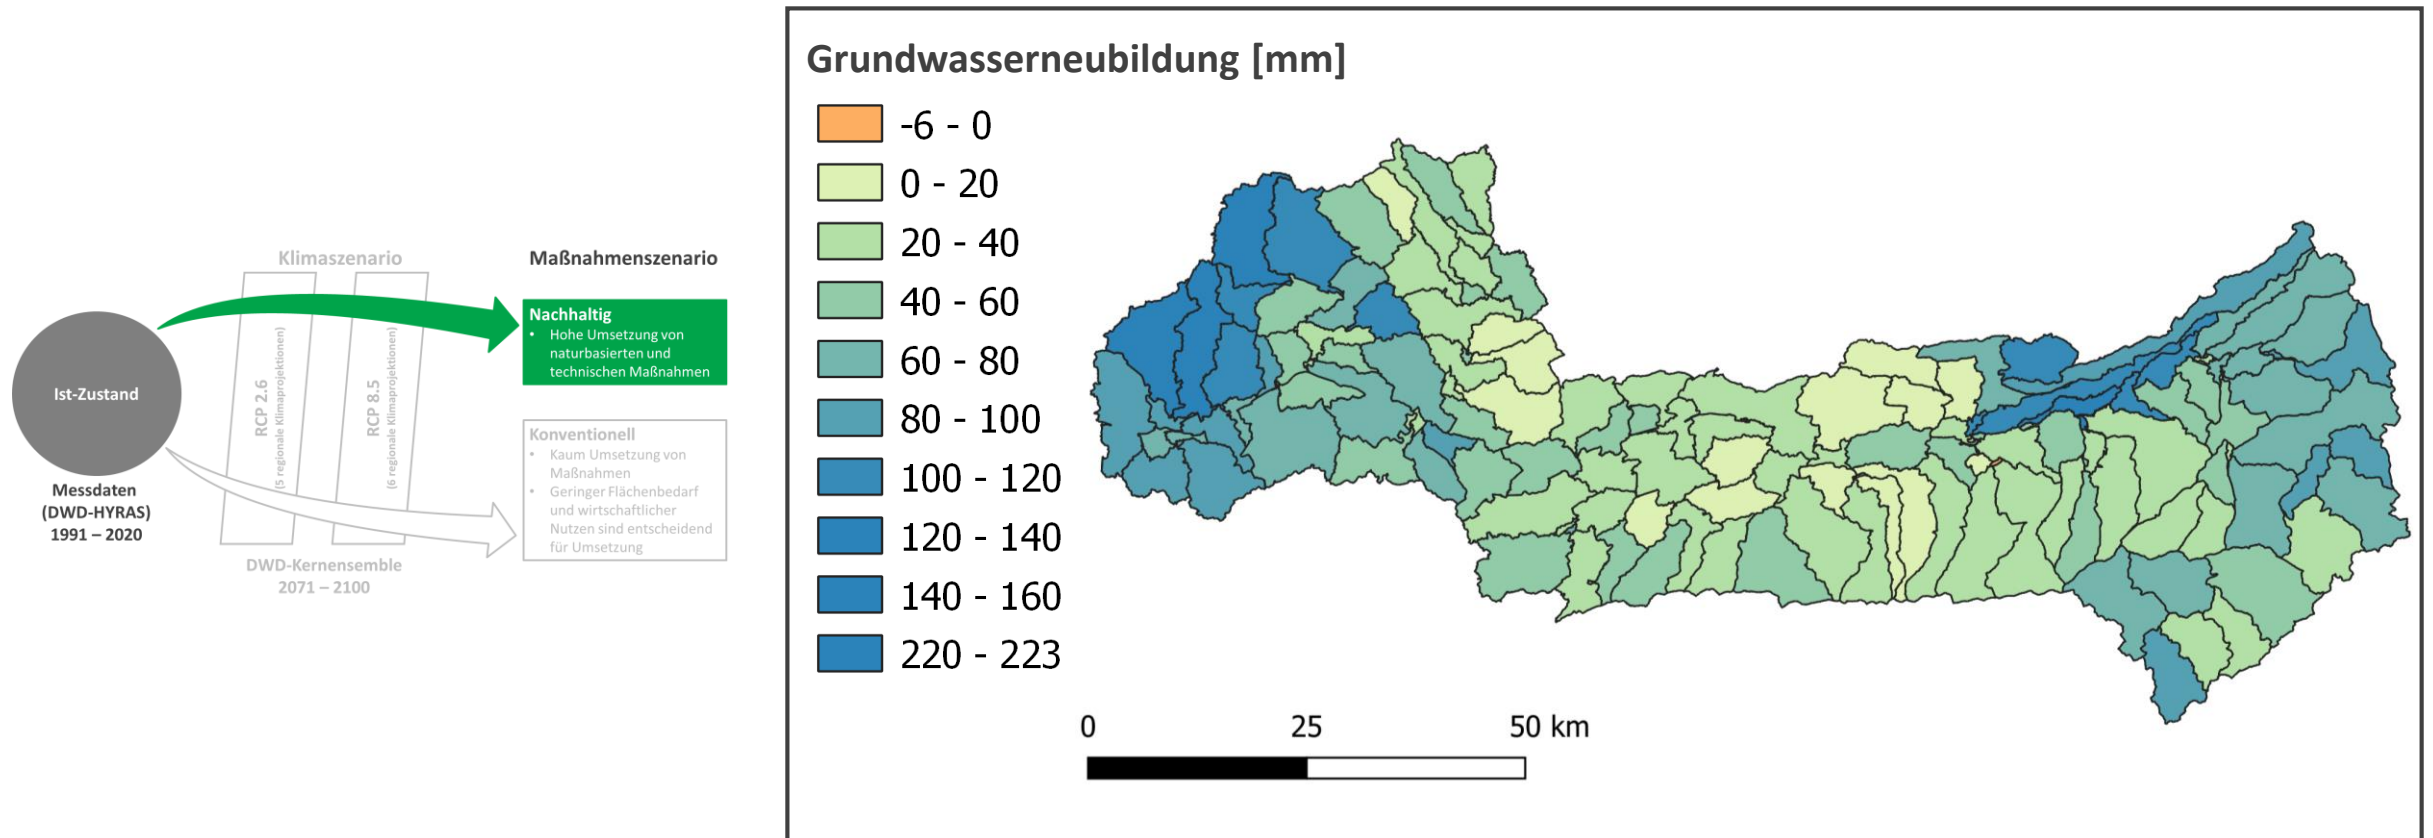 Klimaszenario
Maßnahmenszenario
Ist-Zustand
Messdaten
(DWD-HYRAS)
1991 – 2020
RCP 2.6
(5 regionale Klimaprojektionen)
RCP 8.5
(6 regionale Klimaprojektionen)
DWD-Kernensemble
2071 – 2100
Nachhaltig
• Hohe Umsetzung von
naturbasierten und
technischen Maßnahmen
Konventionell
• Kaum Umsetzung von
Maßnahmen
• Geringer Flächenbedarf
und wirtschaftlicher
Nutzen sind entscheidend
für Umsetzung
Grundwasserneubildung [mm]
-6 - 0
0 - 20
20 - 40
40 - 60
60 - 80
80 - 100
100 - 120
120 - 140
140 - 160
220 - 223
0 25 50 km